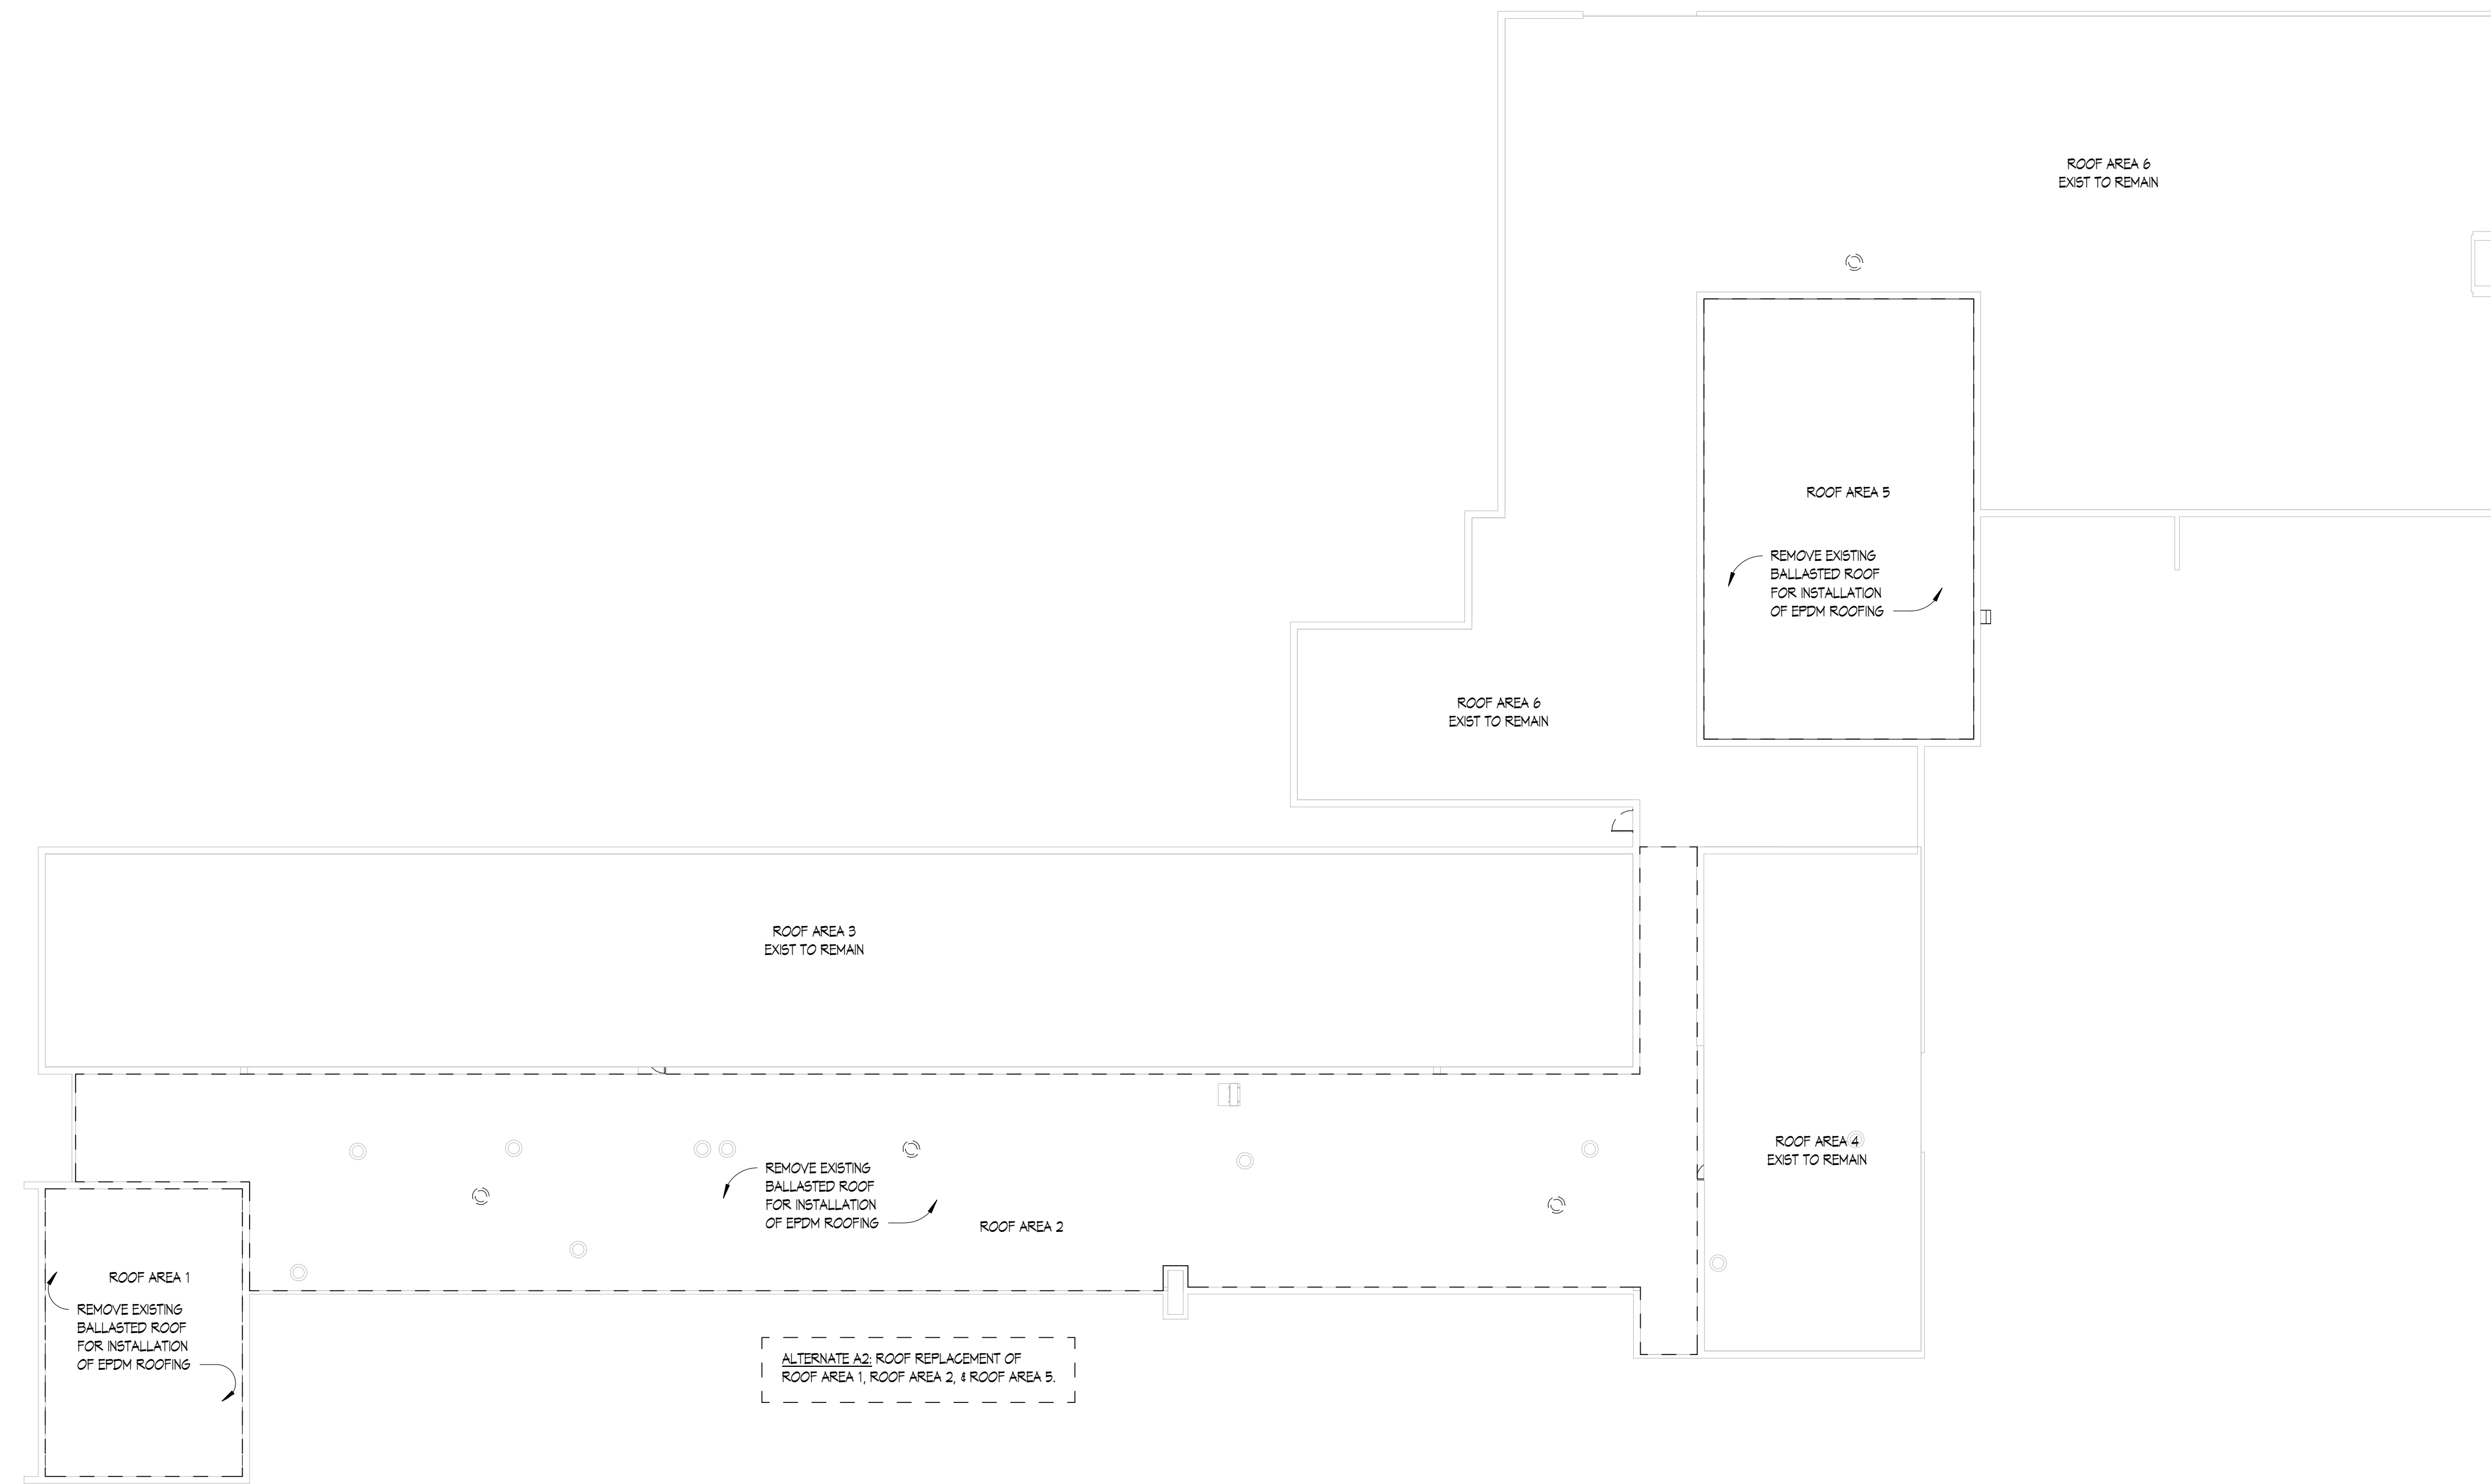 ROOF AREA 6
EXIST TO REMAIN
ROOF AREA 5
REMOVE EXISTING
BALLASTED ROOF
FOR INSTALLATION
OF EPDM ROOFING
ROOF AREA 6
EXIST TO REMAIN
ROOF AREA 3
EXIST TO REMAIN
ROOF AREA 4
EXIST TO REMAIN
REMOVE EXISTING
BALLASTED ROOF
FOR INSTALLATION
OF EPDM ROOFING
ROOF AREA 2
ROOF AREA 1
REMOVE EXISTING
BALLASTED ROOF
FOR INSTALLATION
OF EPDM ROOFING
ALTERNATE A2: ROOF REPLACEMENT OF
ROOF AREA 1, ROOF AREA 2, & ROOF AREA 5.